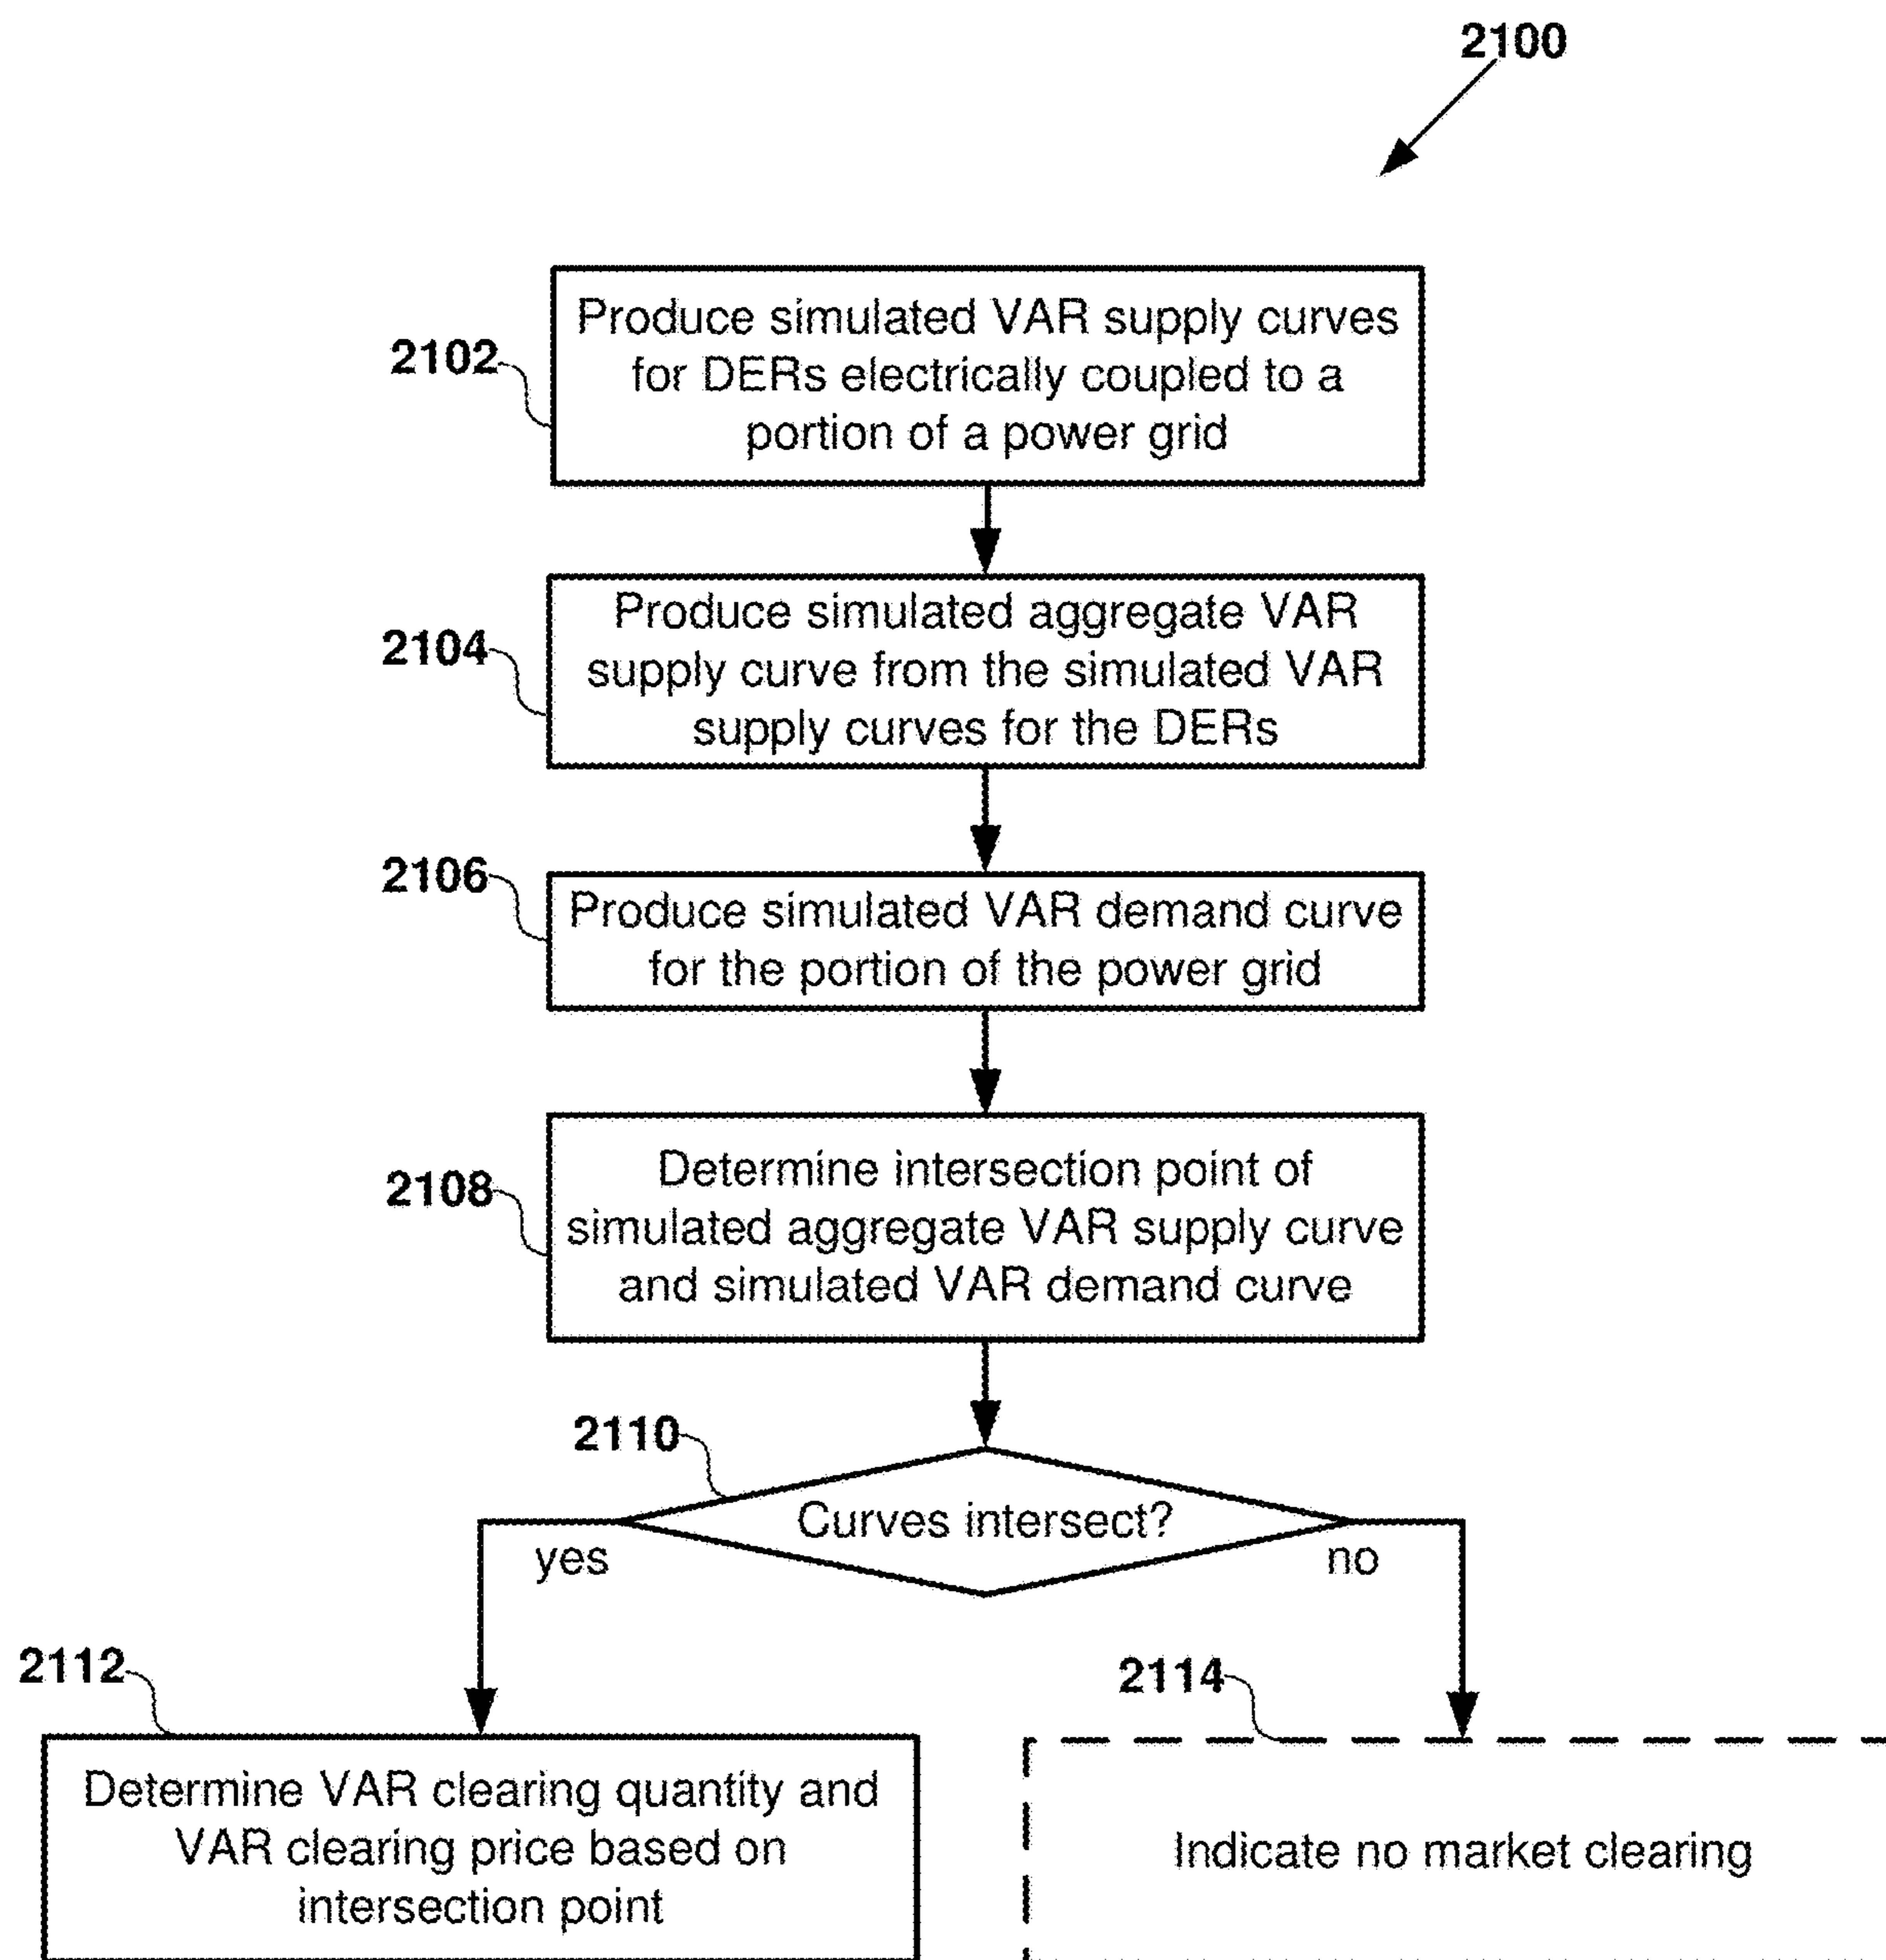 2100
2102
Produce simulated VAR supply curves
for DERs electrically coupled to a
portion of a power grid
2104
Produce simulated aggregate VAR
supply curve from the simulated VAR
supply curves for the DERs
2106
Produce simulated VAR demand curve
for the portion of the power grid
2108
Determine intersection point of
simulated aggregate VAR supply curve
and simulated VAR demand curve
2110
Curves intersect?
yes
no
2112
Determine VAR clearing quantity and
VAR clearing price based on
intersection point
2114
Indicate no market clearing